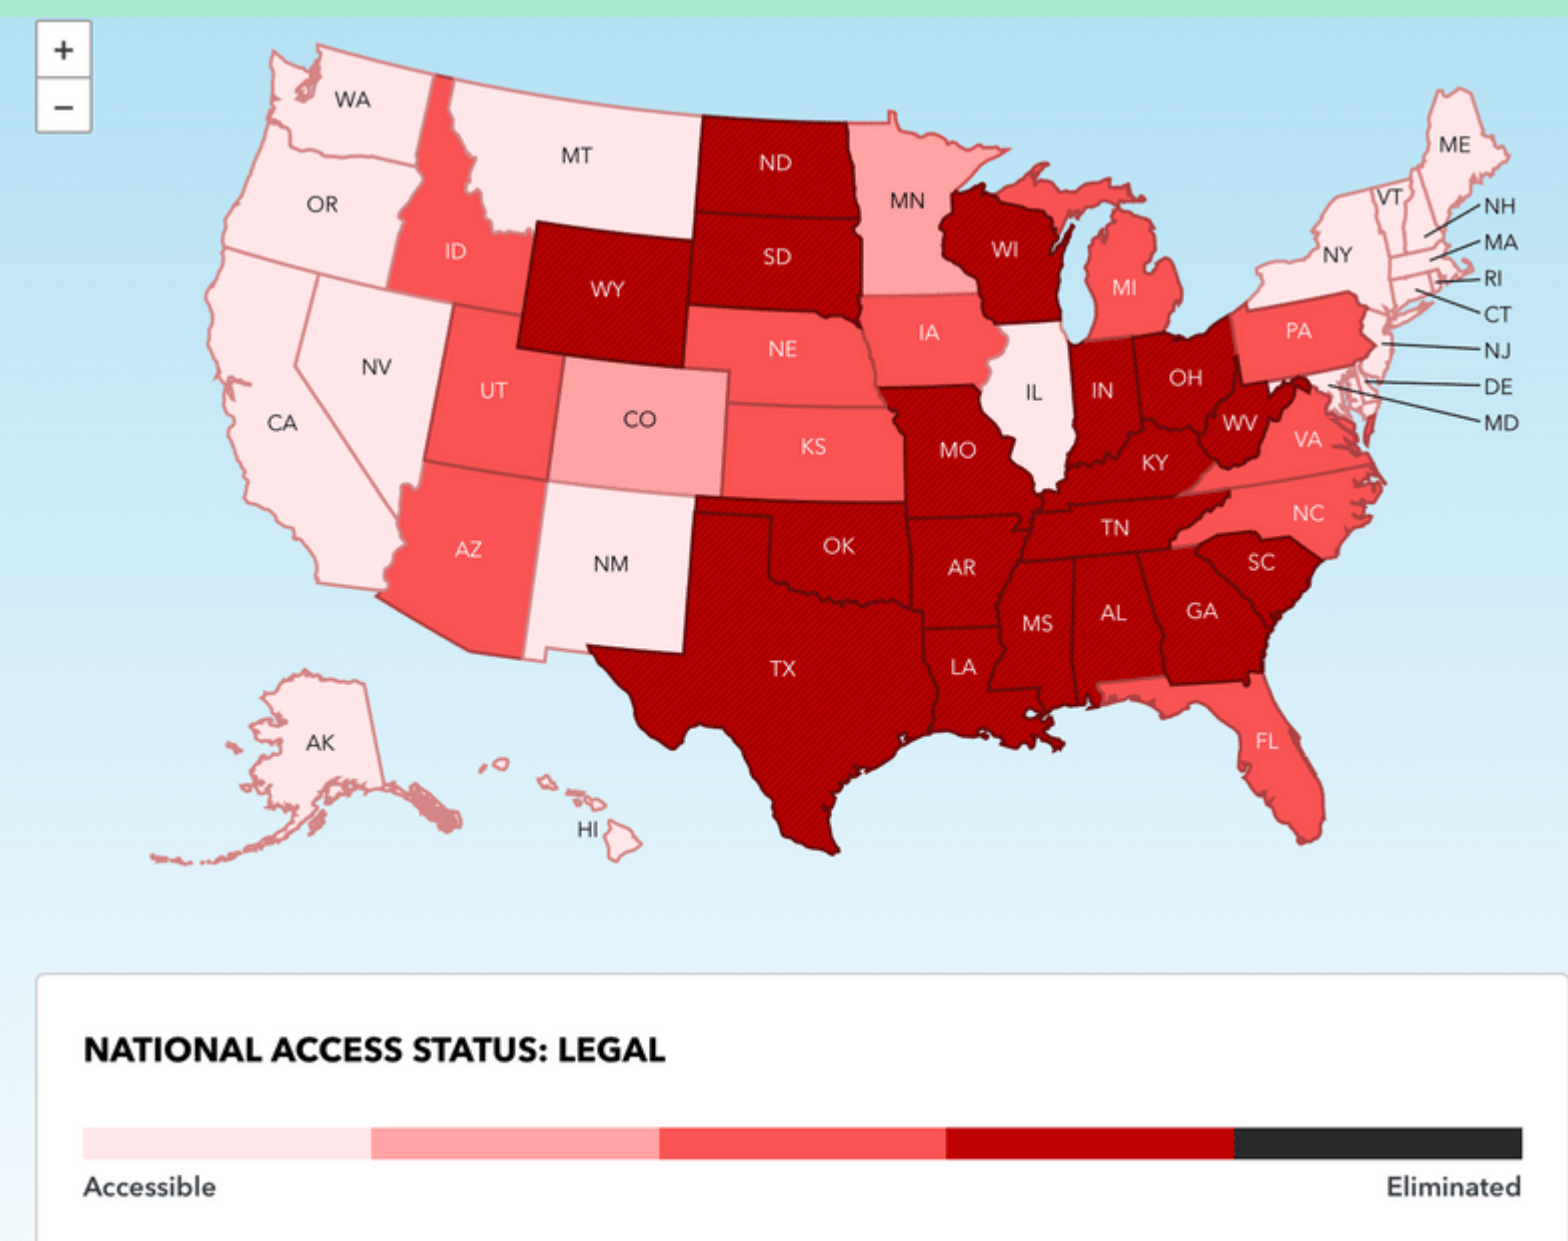 +
−
WA
MT
ND
MN
ME
VT
NH
OR
ID
WY
SD
WI
MI
NY
MA
RI
CT
NV
UT
CO
NE
IA
IL
IN
OH
PA
NJ
DE
MD
CA
KS
MO
KY
WV
VA
AZ
NM
OK
AR
TN
NC
SC
TX
LA
MS
AL
GA
FL
AK
HI
NATIONAL ACCESS STATUS: LEGAL
Accessible
Eliminated